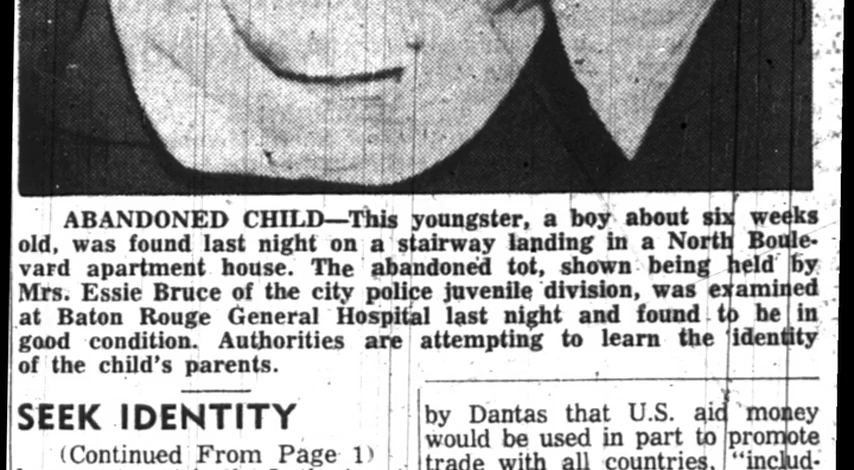 ABANDONED CHILD—This youngster, a boy about six weeks
old, was found last night on a stairway landing in a North Boule-
vard apartment house. The abandoned tot, shown being held by
Mrs. Essie Bruce of the city police juvenile division, was examined
at Baton Rouge General Hospital last night and found to be in
good condition. Authorities are attempting to learn the identity
of the child's parents.
SEEK IDENTITY
(Continued From Page 1)
by Dantas that U.S. aid money
would be used in part to promote
trade with all countries, "includ-